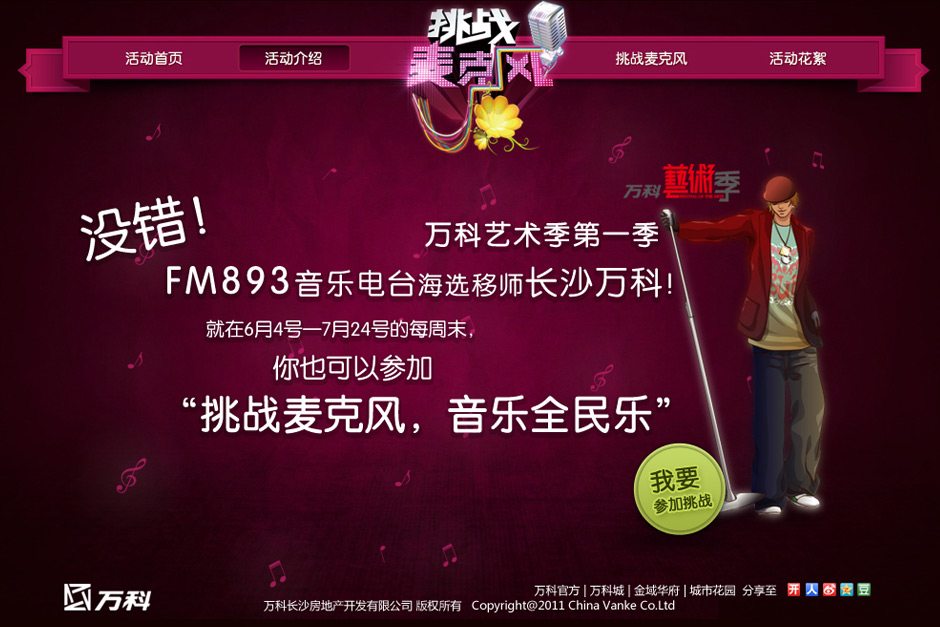 挑战
麦克风
活动首页
活动介绍
挑战麦克风
活动花絮
万科藝術季
没错!
万科艺术季第一季
FM893音乐电台海选移师长沙万科!
就在6月4号—7月24号的每周末,
你也可以参加
“挑战麦克风，音乐全民乐”
我要
参加挑战
万科
万科官方 | 万科城 | 金域华府 | 城市花园 分享至
开 人 豆
万科长沙房地产开发有限公司 版权所有 Copyright@2011 China Vanke Co.Ltd